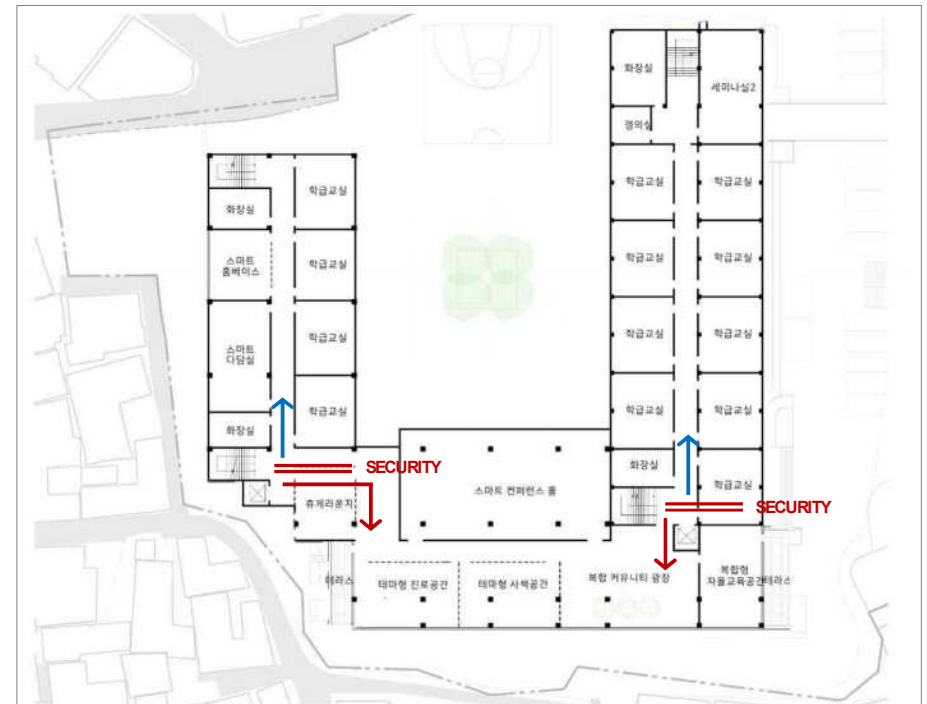 화장실
세미나실2
경의실
학급교실
학급교실
학급교실
화장실
스마트
홈베이스
학급교실
학급교실
학급교실
스마트
다담실
학급교실
학급교실
학급교실
화장실
학급교실
학급교실
학급교실
SECURITY
화장실
학급교실
휴게라운지
스마트 컨퍼런스 홀
SECURITY
테라스
테마형 진로공간
테마형 사색공간
복합 커뮤니티 광장
복합형
자율교육공간
테라스